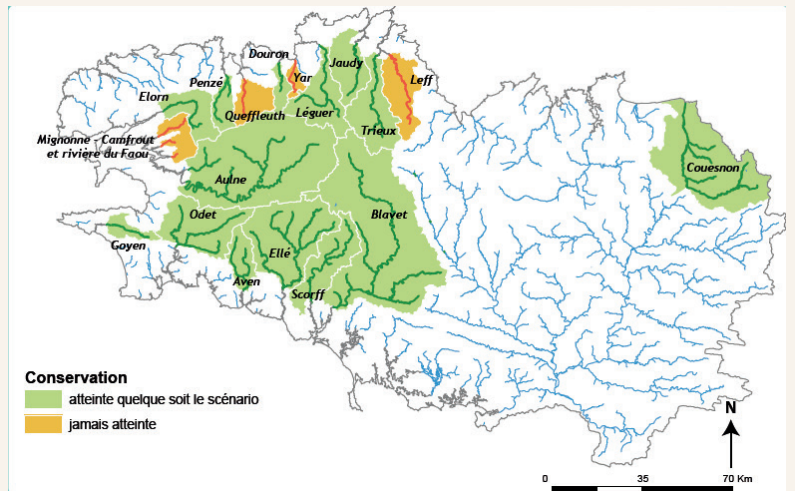 Douron
Jaudy
Penzé
Yar
Leff
Elorn
Queffleuth
Léguer
Trieux
Mignonne - Camfrout
et rivière du Faou
Aulne
Couesnon
Odet
Blavet
Goyen
Ellé
Aven
Scorff
Conservation
atteinte quelque soit le scénario
jamais atteinte
N
0 35 70 Km